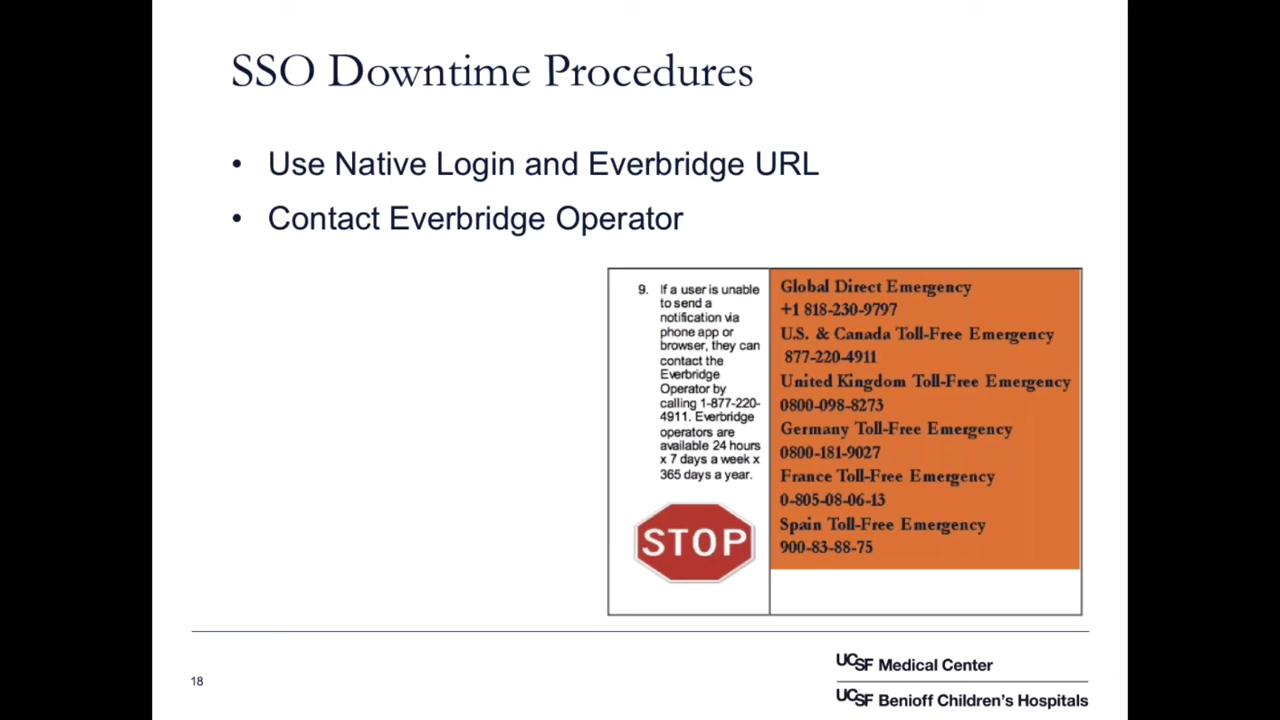 SSO Downtime Procedures
• Use Native Login and Everbridge URL
• Contact Everbridge Operator
9. If a user is unable
to send a
notification via
phone app or
browser, they can
contact the
Everbridge
Operator by
calling 1-877-220-
4911. Everbridge
operators are
available 24 hours
x 7 days a week x
365 days a year.
STOP
Global Direct Emergency
+1 818-230-9797
U.S. & Canada Toll-Free Emergency
877-220-4911
United Kingdom Toll-Free Emergency
0800-098-8273
Germany Toll-Free Emergency
0800-181-9027
France Toll-Free Emergency
0-805-08-06-13
Spain Toll-Free Emergency
900-83-88-75
18
UCSF Medical Center
UCSF Benioff Children's Hospitals